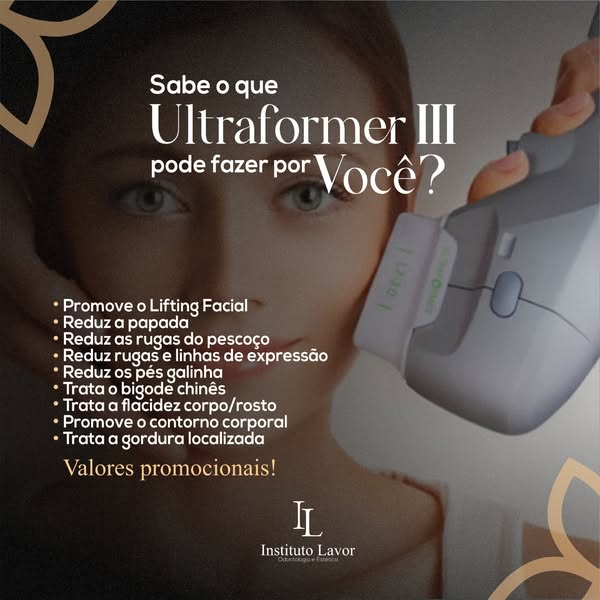 Sabe o que
Ultraformer III
pode fazer por Você?
• Promove o Lifting Facial
• Reduz a papada
• Reduz as rugas do pescoço
• Reduz rugas e linhas de expressão
• Reduz os pés galinha
• Trata o bigode chinês
• Trata a flacidez corpo/rosto
• Promove o contorno corporal
• Trata a gordura localizada
Valores promocionais!
IL
Instituto Lavor
Odontologia e Estética